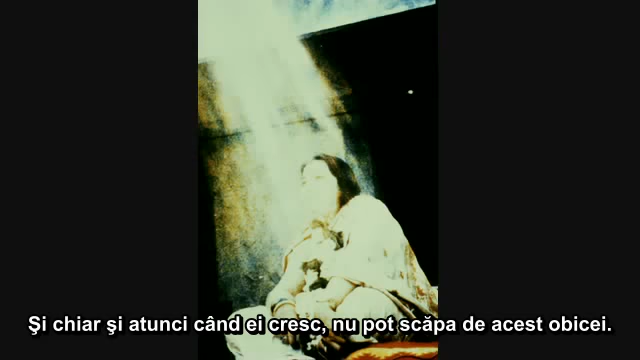 Şi chiar şi atunci când ei cresc, nu pot scăpa de acest obicei.